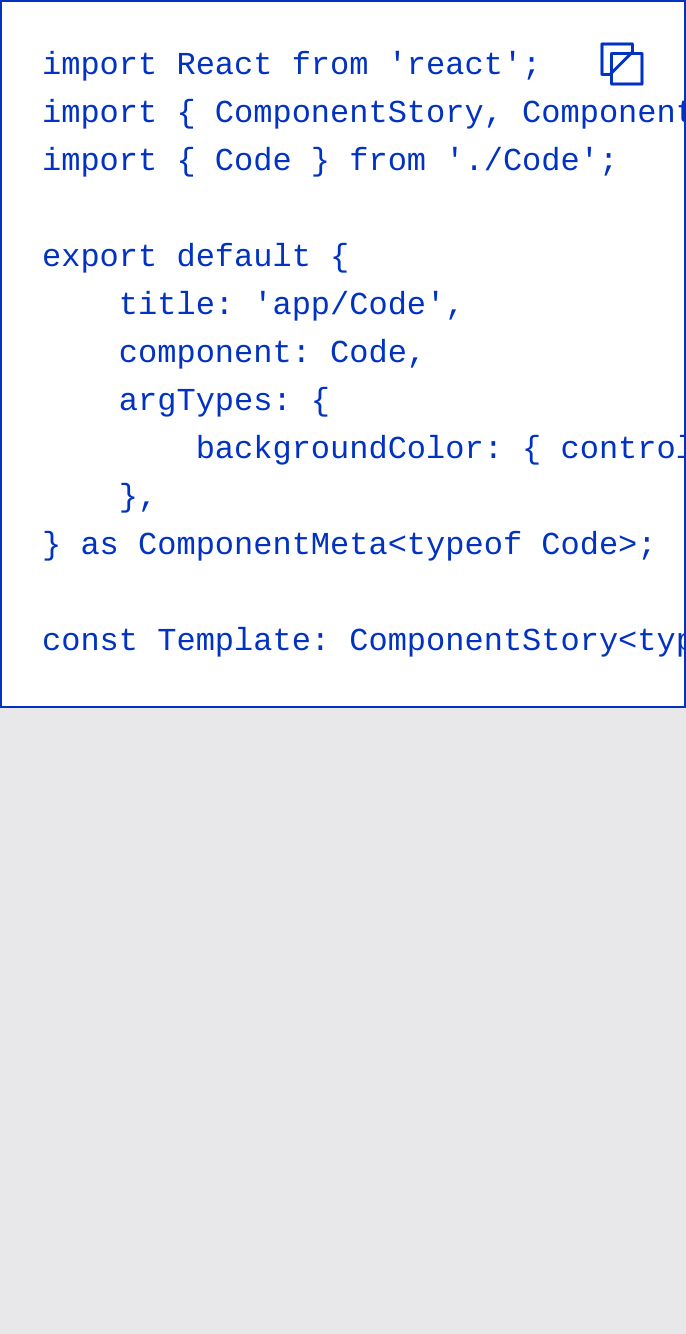 import React from 'react';
import { ComponentStory, Component
import { Code } from './Code';
export default {
    title: 'app/Code',
    component: Code,
    argTypes: {
        backgroundColor: { control
    },
} as ComponentMeta<typeof Code>;
const Template: ComponentStory<typ